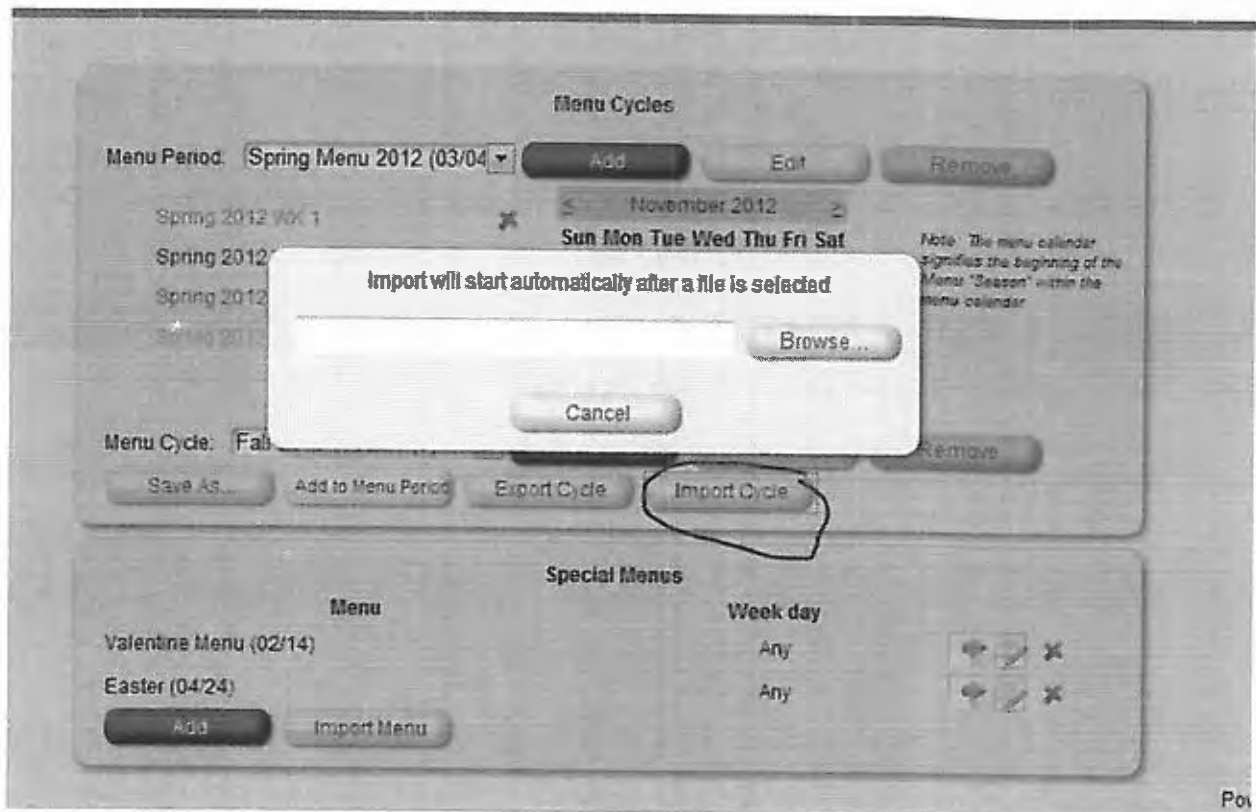 Menu Cycles
Menu Period: Spring Menu 2012 (03/04 Add Edit Remove
Spring 2012 WK 1
< November 2012 >
Sun Mon Tue Wed Thu Fri Sat
Note: The menu calendar
signifies the beginning of the
Menu "Season" within the
menu calendar
Spring 2012
Spring 2012
Spring 2012
Import will start automatically after a file is selected
Browse...
Cancel
Menu Cycle: Fall Remove
Save As... Add to Menu Period Export Cycle Import Cycle
Special Menus
Menu Week day
Valentine Menu (02/14) Any
Easter (04/24) Any
Add Import Menu
Pow